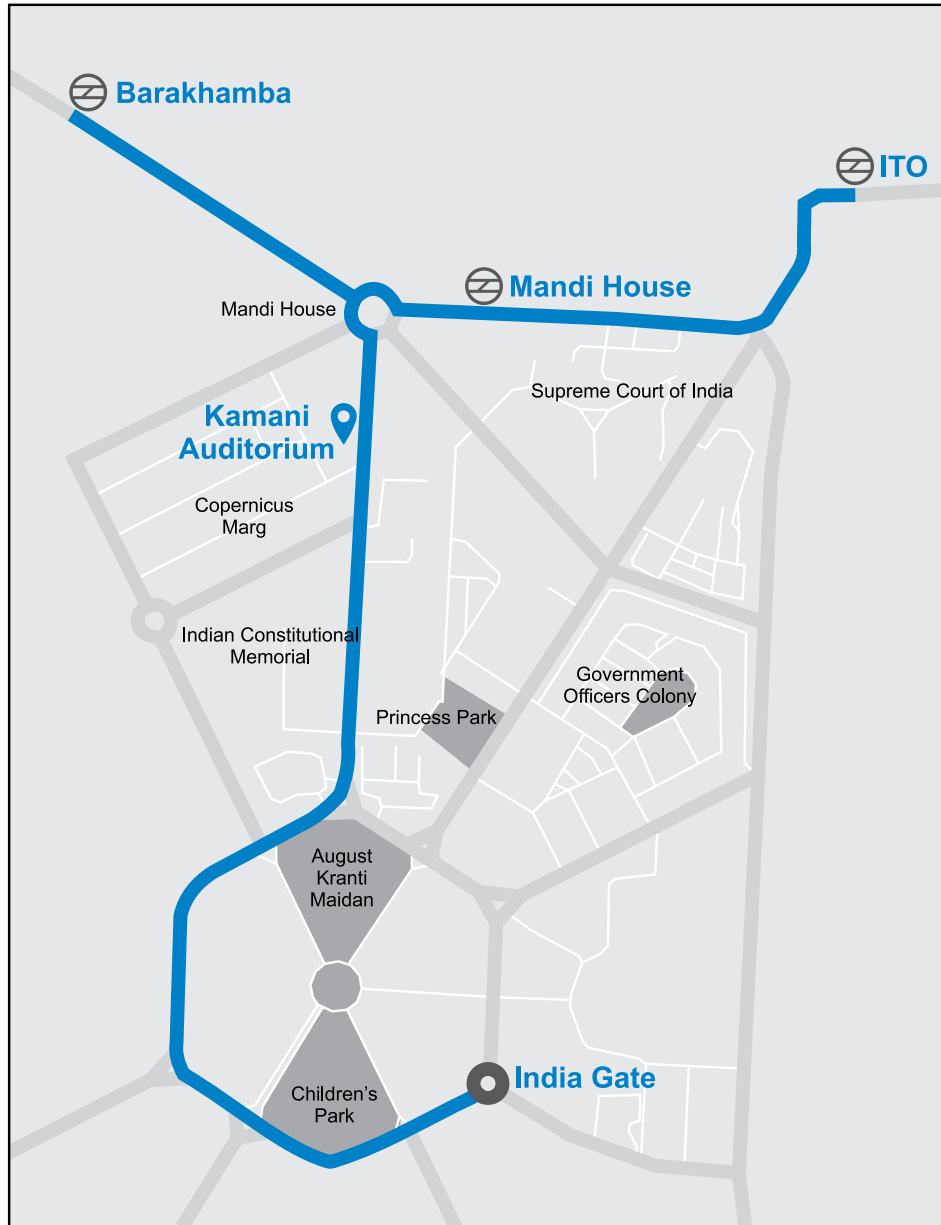 Barakhamba
ITO
Mandi House
Mandi House
Supreme Court of India
Kamani
Auditorium
Copernicus
Marg
Indian Constitutional
Memorial
Government
Officers Colony
Princess Park
August
Kranti
Maidan
India Gate
Children's
Park